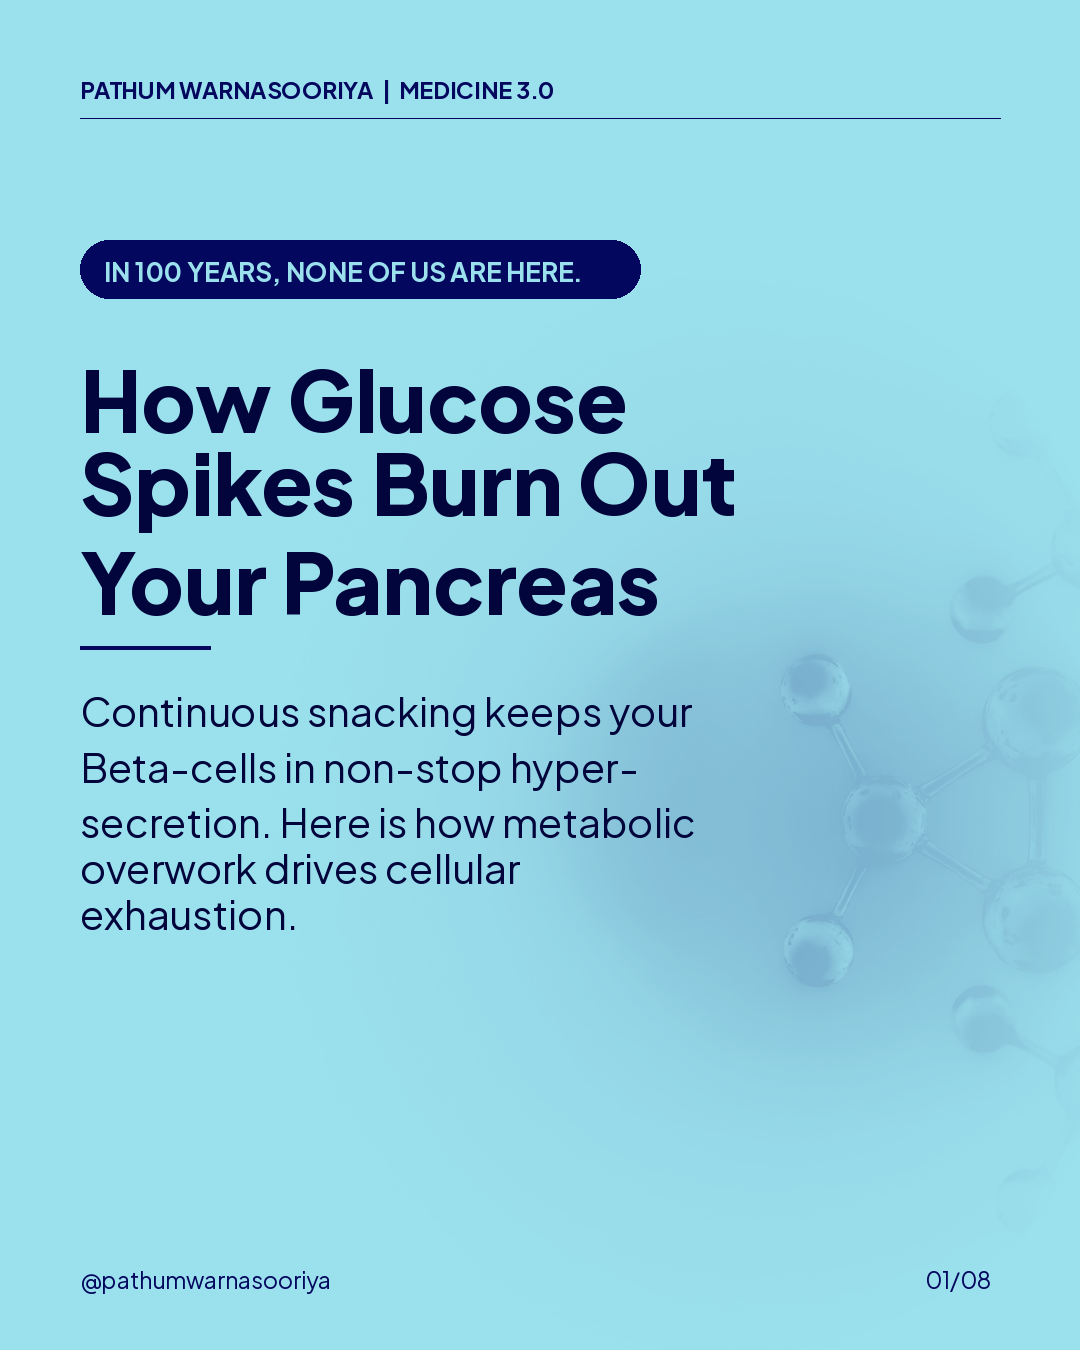 PATHUM WARNASOORIYA | MEDICINE 3.0
IN 100 YEARS, NONE OF US ARE HERE.
How Glucose
Spikes Burn Out
Your Pancreas
Continuous snacking keeps your
Beta-cells in non-stop hyper-
secretion. Here is how metabolic
overwork drives cellular
exhaustion.
@pathumwarnasooriya
01/08